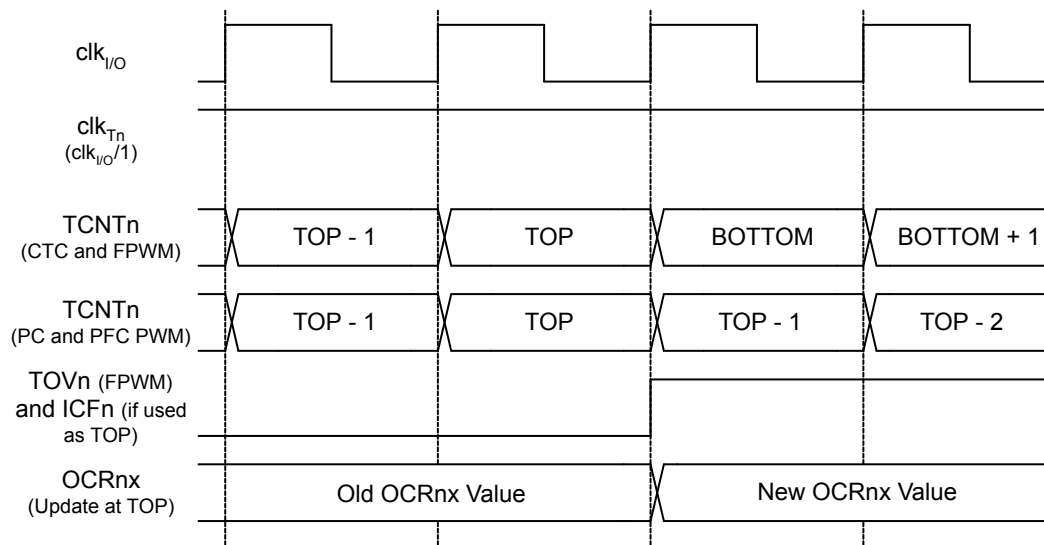 clkI/O
clkTn
(clkI/O/1)
TCNTn
(CTC and FPWM)
TOP - 1
TOP
BOTTOM
BOTTOM + 1
TCNTn
(PC and PFC PWM)
TOP - 1
TOP
TOP - 1
TOP - 2
TOVn (FPWM)
and ICFn (if used
as TOP)
OCRnx
(Update at TOP)
Old OCRnx Value
New OCRnx Value